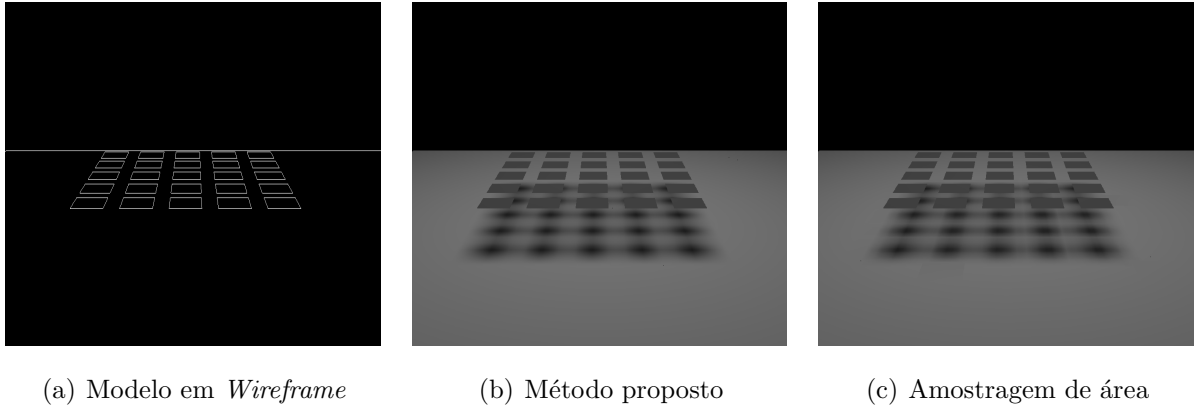 (a) Modelo em Wireframe
(b) Método proposto
(c) Amostragem de área